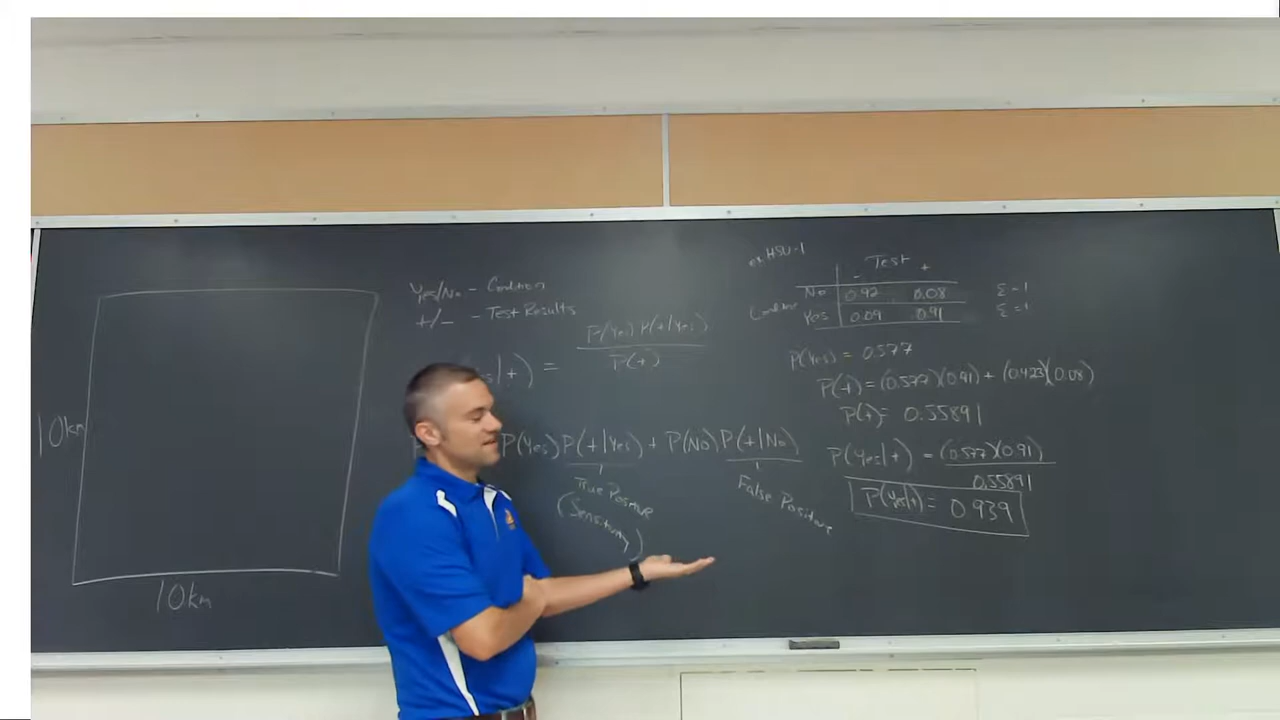 10km
10km
Yes/No - Condition
+/- - Test Results
s|+) = P(Yes) P(+|Yes)
P(+)
P(Yes) P(+|Yes) + P(No) P(+|No)
True Positive
(Sensitivity)
False Positive
ex. HSU-1
Test
- +
No 0.92 0.08 Σ=1
Condition Yes 0.09 0.91 Σ=1
P(Yes) = 0.577
P(+) = (0.577)(0.91) + (0.423)(0.08)
P(+) = 0.55891
P(Yes|+) = (0.577)(0.91)
0.55891
P(Yes|+) = 0.939